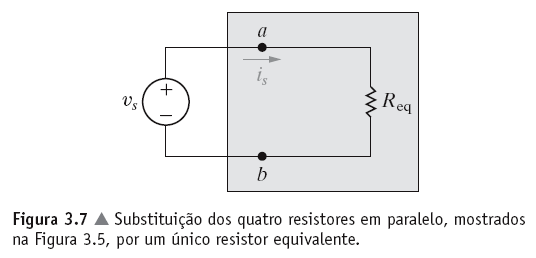 a
i_s
+
v_s
−
R_eq
b
Figura 3.7 ▲ Substituição dos quatro resistores em paralelo, mostrados
na Figura 3.5, por um único resistor equivalente.